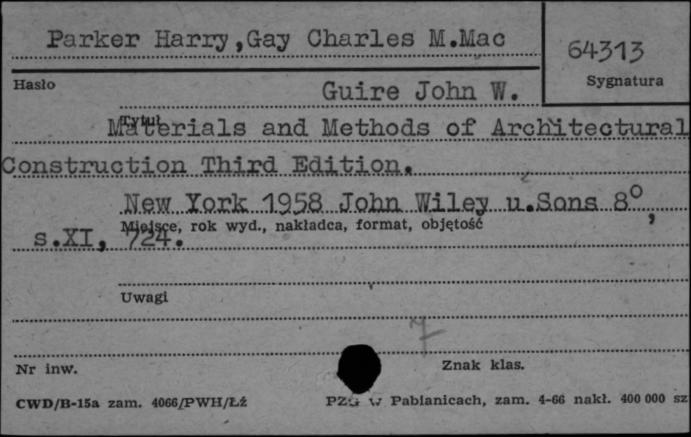 Parker Harry, Gay Charles M. Mac
64313
Sygnatura
Hasło
Guire John W.
Tytuł
Materials and Methods of Architectural
Construction Third Edition.
New York 1958 John Wiley u. Sons 8°,
Miejsce, rok wyd., nakładca, format, objętość
s. XI, 724.
Uwagi
7
Nr inw.
Znak klas.
CWD/B-15a zam. 4066/PWH/Łź
PZG W Pabianicach, zam. 4-66 nakł. 400 000 sz